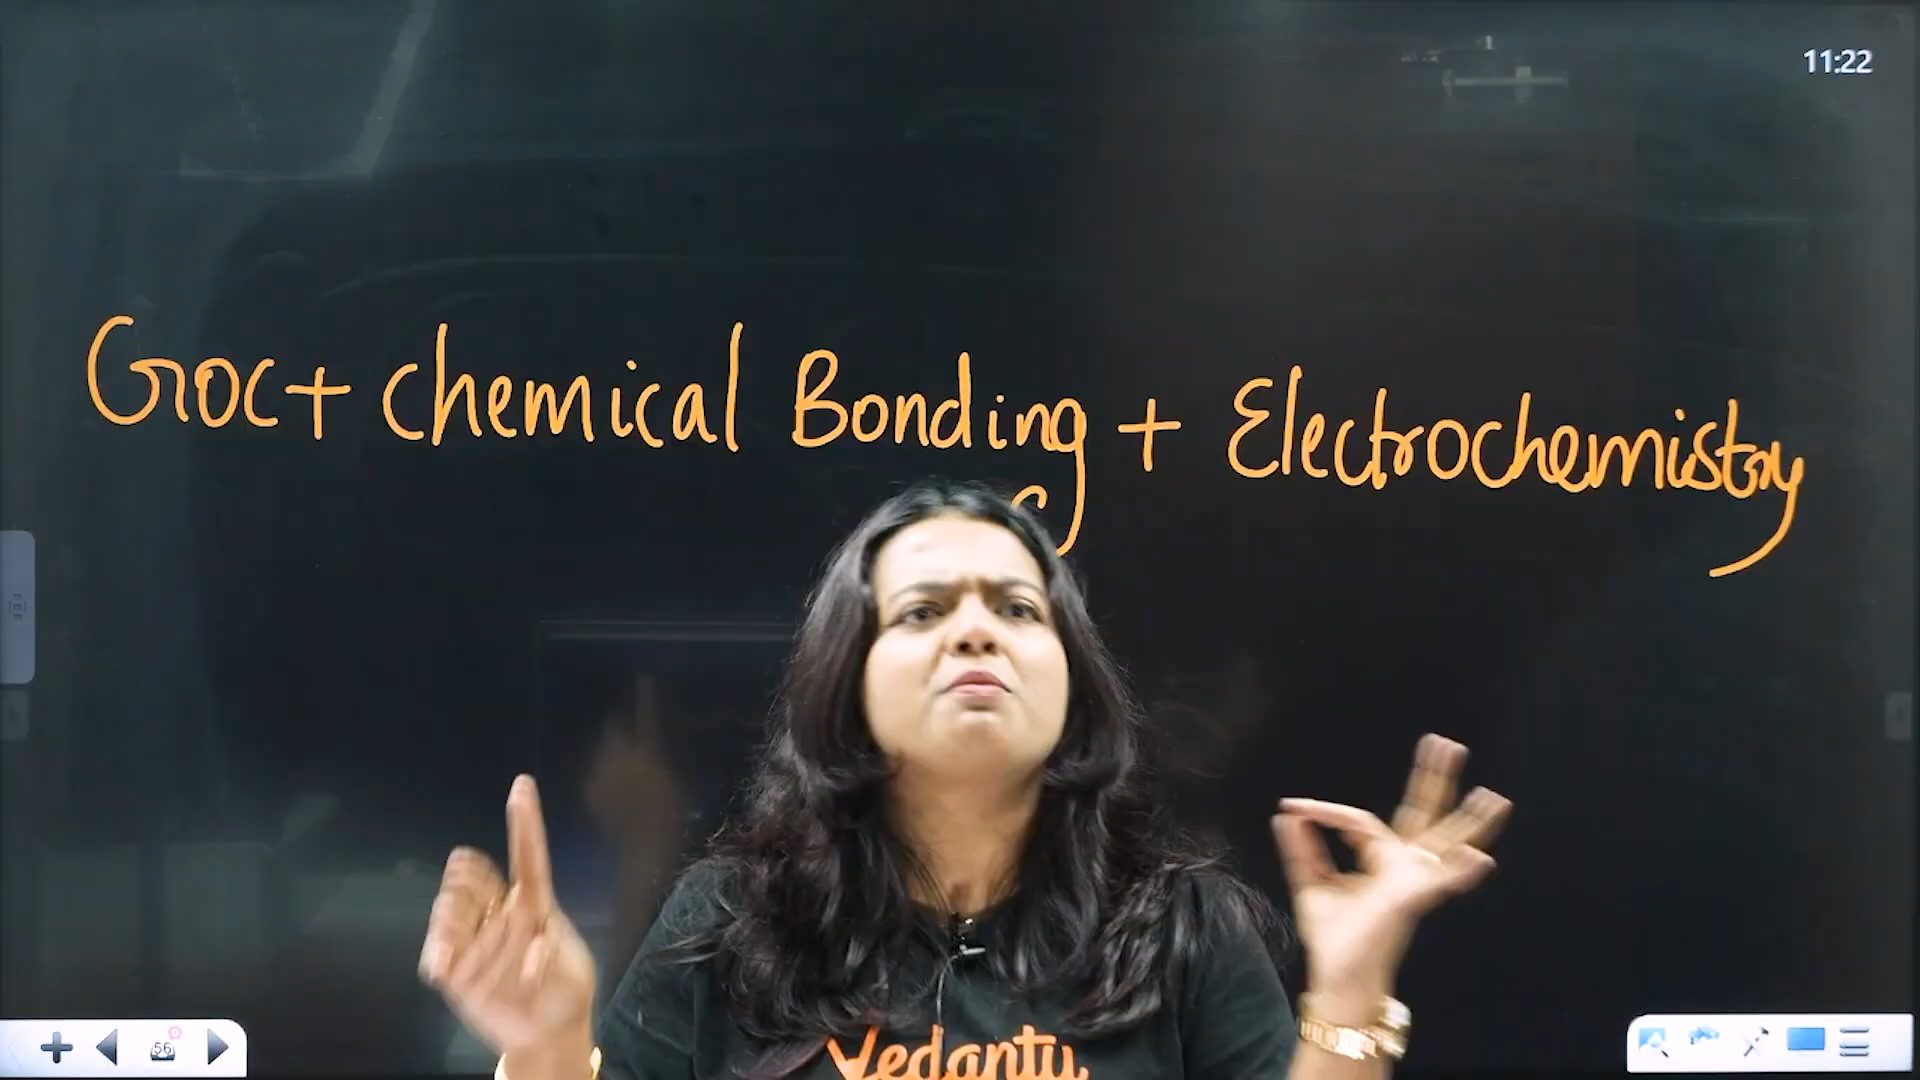 11:22
GOC + Chemical Bonding + Electrochemistry
Vedantu
56